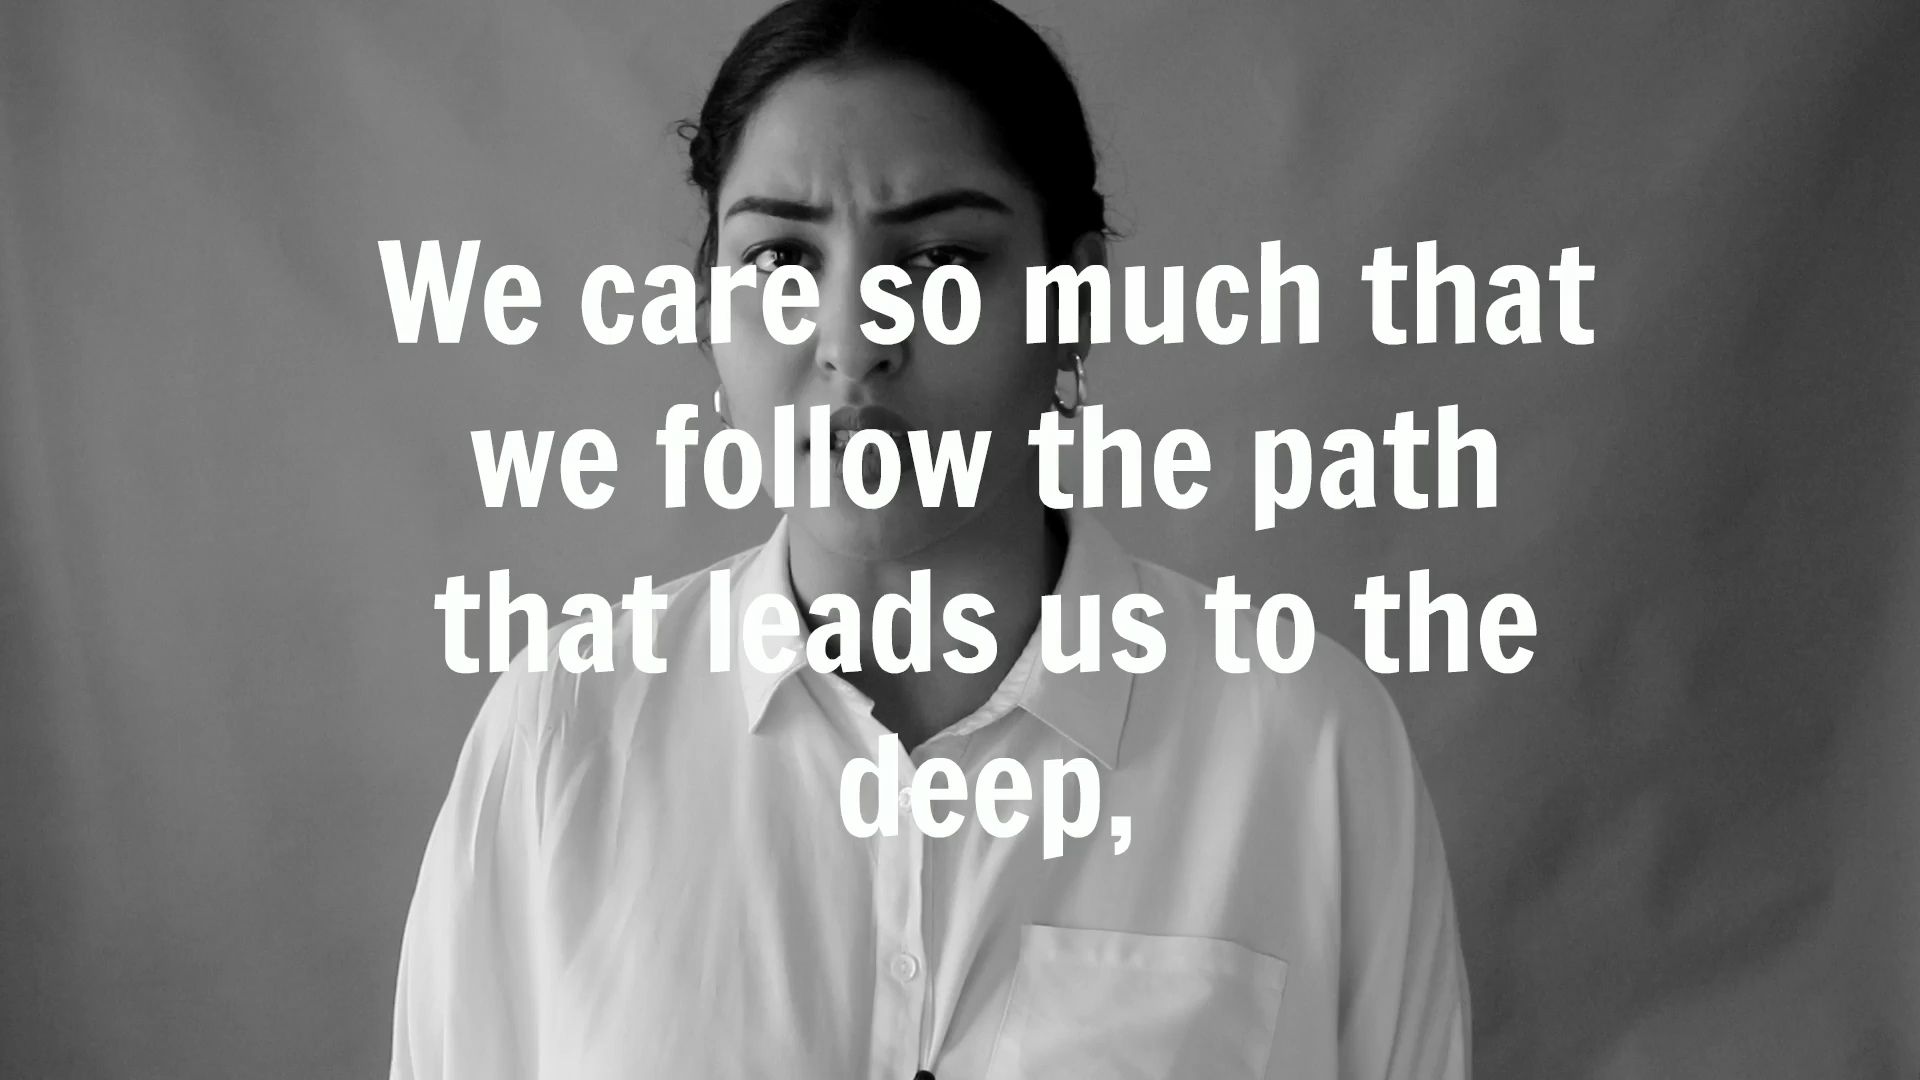 We care so much that
we follow the path
that leads us to the
deep,